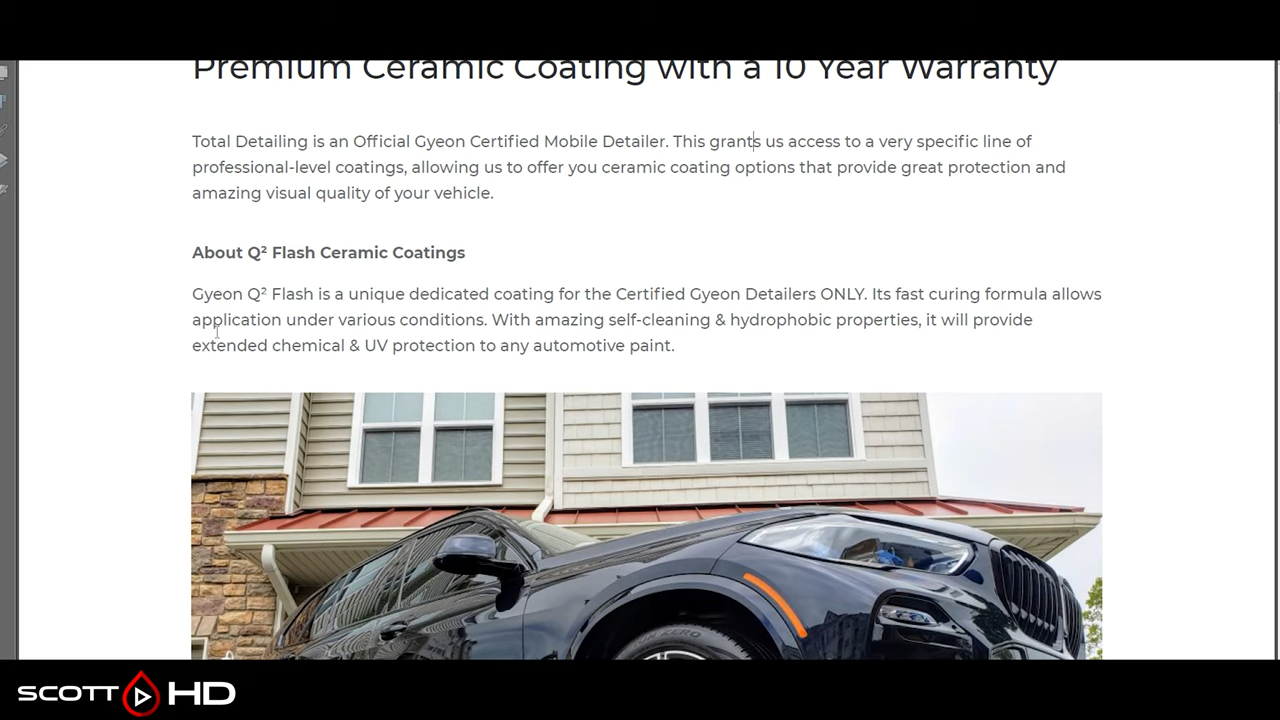 Premium Ceramic Coating with a 10 Year Warranty
Total Detailing is an Official Gyeon Certified Mobile Detailer. This grants us access to a very specific line of
professional-level coatings, allowing us to offer you ceramic coating options that provide great protection and
amazing visual quality of your vehicle.
About Q² Flash Ceramic Coatings
Gyeon Q² Flash is a unique dedicated coating for the Certified Gyeon Detailers ONLY. Its fast curing formula allows
application under various conditions. With amazing self-cleaning & hydrophobic properties, it will provide
extended chemical & UV protection to any automotive paint.
SCOTT HD